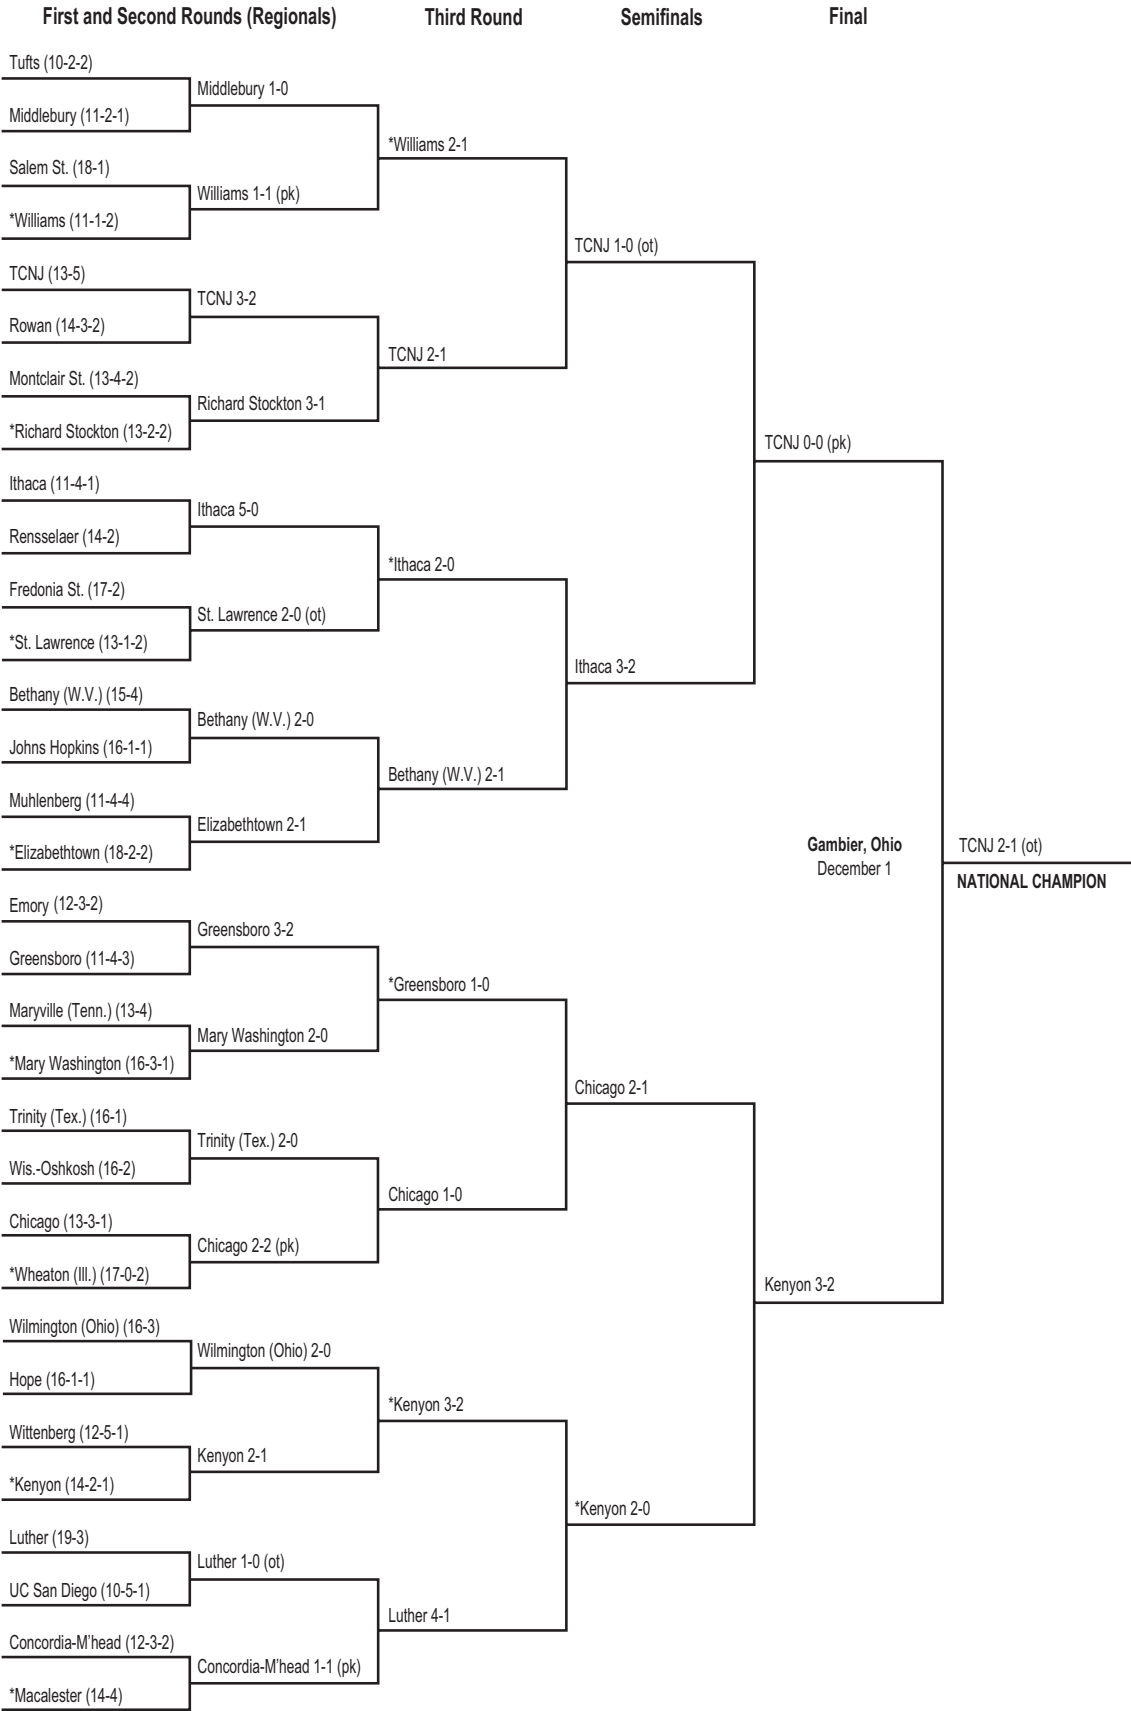 First and Second Rounds (Regionals)
Third Round
Semifinals
Final
Tufts (10-2-2)
Middlebury (11-2-1)
Salem St. (18-1)
*Williams (11-1-2)
TCNJ (13-5)
Rowan (14-3-2)
Montclair St. (13-4-2)
*Richard Stockton (13-2-2)
Ithaca (11-4-1)
Rensselaer (14-2)
Fredonia St. (17-2)
*St. Lawrence (13-1-2)
Bethany (W.V.) (15-4)
Johns Hopkins (16-1-1)
Muhlenberg (11-4-4)
*Elizabethtown (18-2-2)
Emory (12-3-2)
Greensboro (11-4-3)
Maryville (Tenn.) (13-4)
*Mary Washington (16-3-1)
Trinity (Tex.) (16-1)
Wis.-Oshkosh (16-2)
Chicago (13-3-1)
*Wheaton (Ill.) (17-0-2)
Wilmington (Ohio) (16-3)
Hope (16-1-1)
Wittenberg (12-5-1)
*Kenyon (14-2-1)
Luther (19-3)
UC San Diego (10-5-1)
Concordia-M'head (12-3-2)
*Macalester (14-4)
Middlebury 1-0
Williams 1-1 (pk)
TCNJ 3-2
Richard Stockton 3-1
Ithaca 5-0
St. Lawrence 2-0 (ot)
Bethany (W.V.) 2-0
Elizabethtown 2-1
Greensboro 3-2
Mary Washington 2-0
Trinity (Tex.) 2-0
Chicago 2-2 (pk)
Wilmington (Ohio) 2-0
Kenyon 2-1
Luther 1-0 (ot)
Concordia-M'head 1-1 (pk)
*Williams 2-1
TCNJ 2-1
*Ithaca 2-0
Bethany (W.V.) 2-1
*Greensboro 1-0
Chicago 1-0
*Kenyon 3-2
Luther 4-1
TCNJ 1-0 (ot)
Ithaca 3-2
Chicago 2-1
*Kenyon 2-0
TCNJ 0-0 (pk)
Kenyon 3-2
Gambier, Ohio
December 1
TCNJ 2-1 (ot)
NATIONAL CHAMPION